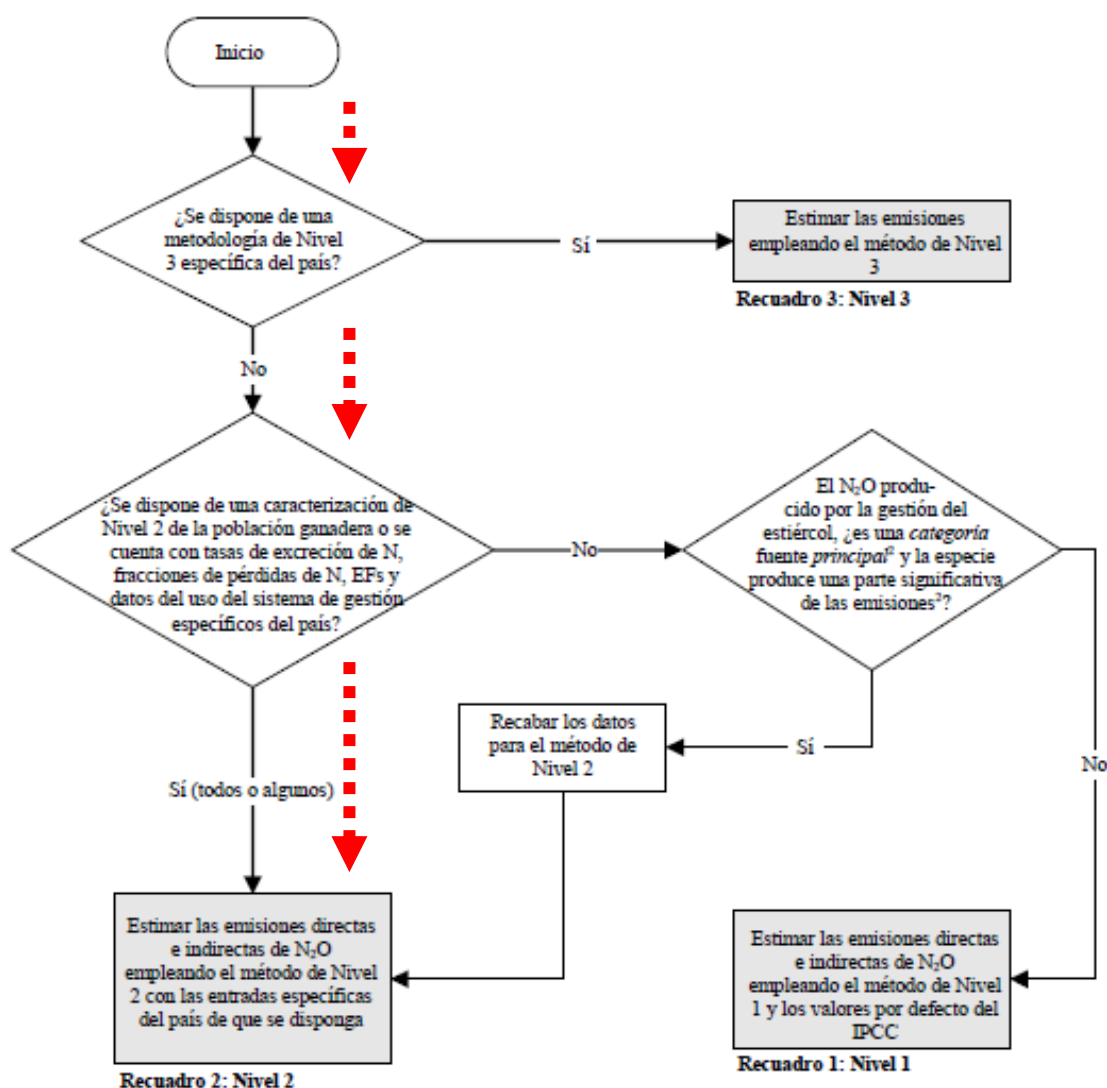 Inicio
¿Se dispone de una
metodología de Nivel
3 específica del país?
Sí
Estimar las emisiones
empleando el método de Nivel
3
Recuadro 3: Nivel 3
No
¿Se dispone de una caracterización de
Nivel 2 de la población ganadera o se
cuenta con tasas de excreción de N,
fracciones de pérdidas de N, EFs y
datos del uso del sistema de gestión
específicos del país?
No
El N₂O produ-
cido por la gestión del
estiércol, ¿es una categoría
fuente principal² y la especie
produce una parte significativa
de las emisiones²?
Recabar los datos
para el método de
Nivel 2
Sí
No
Sí (todos o algunos)
Estimar las emisiones directas
e indirectas de N₂O
empleando el método de Nivel
2 con las entradas específicas
del país de que se disponga
Recuadro 2: Nivel 2
Estimar las emisiones directas
e indirectas de N₂O
empleando el método de Nivel
1 y los valores por defecto del
IPCC
Recuadro 1: Nivel 1